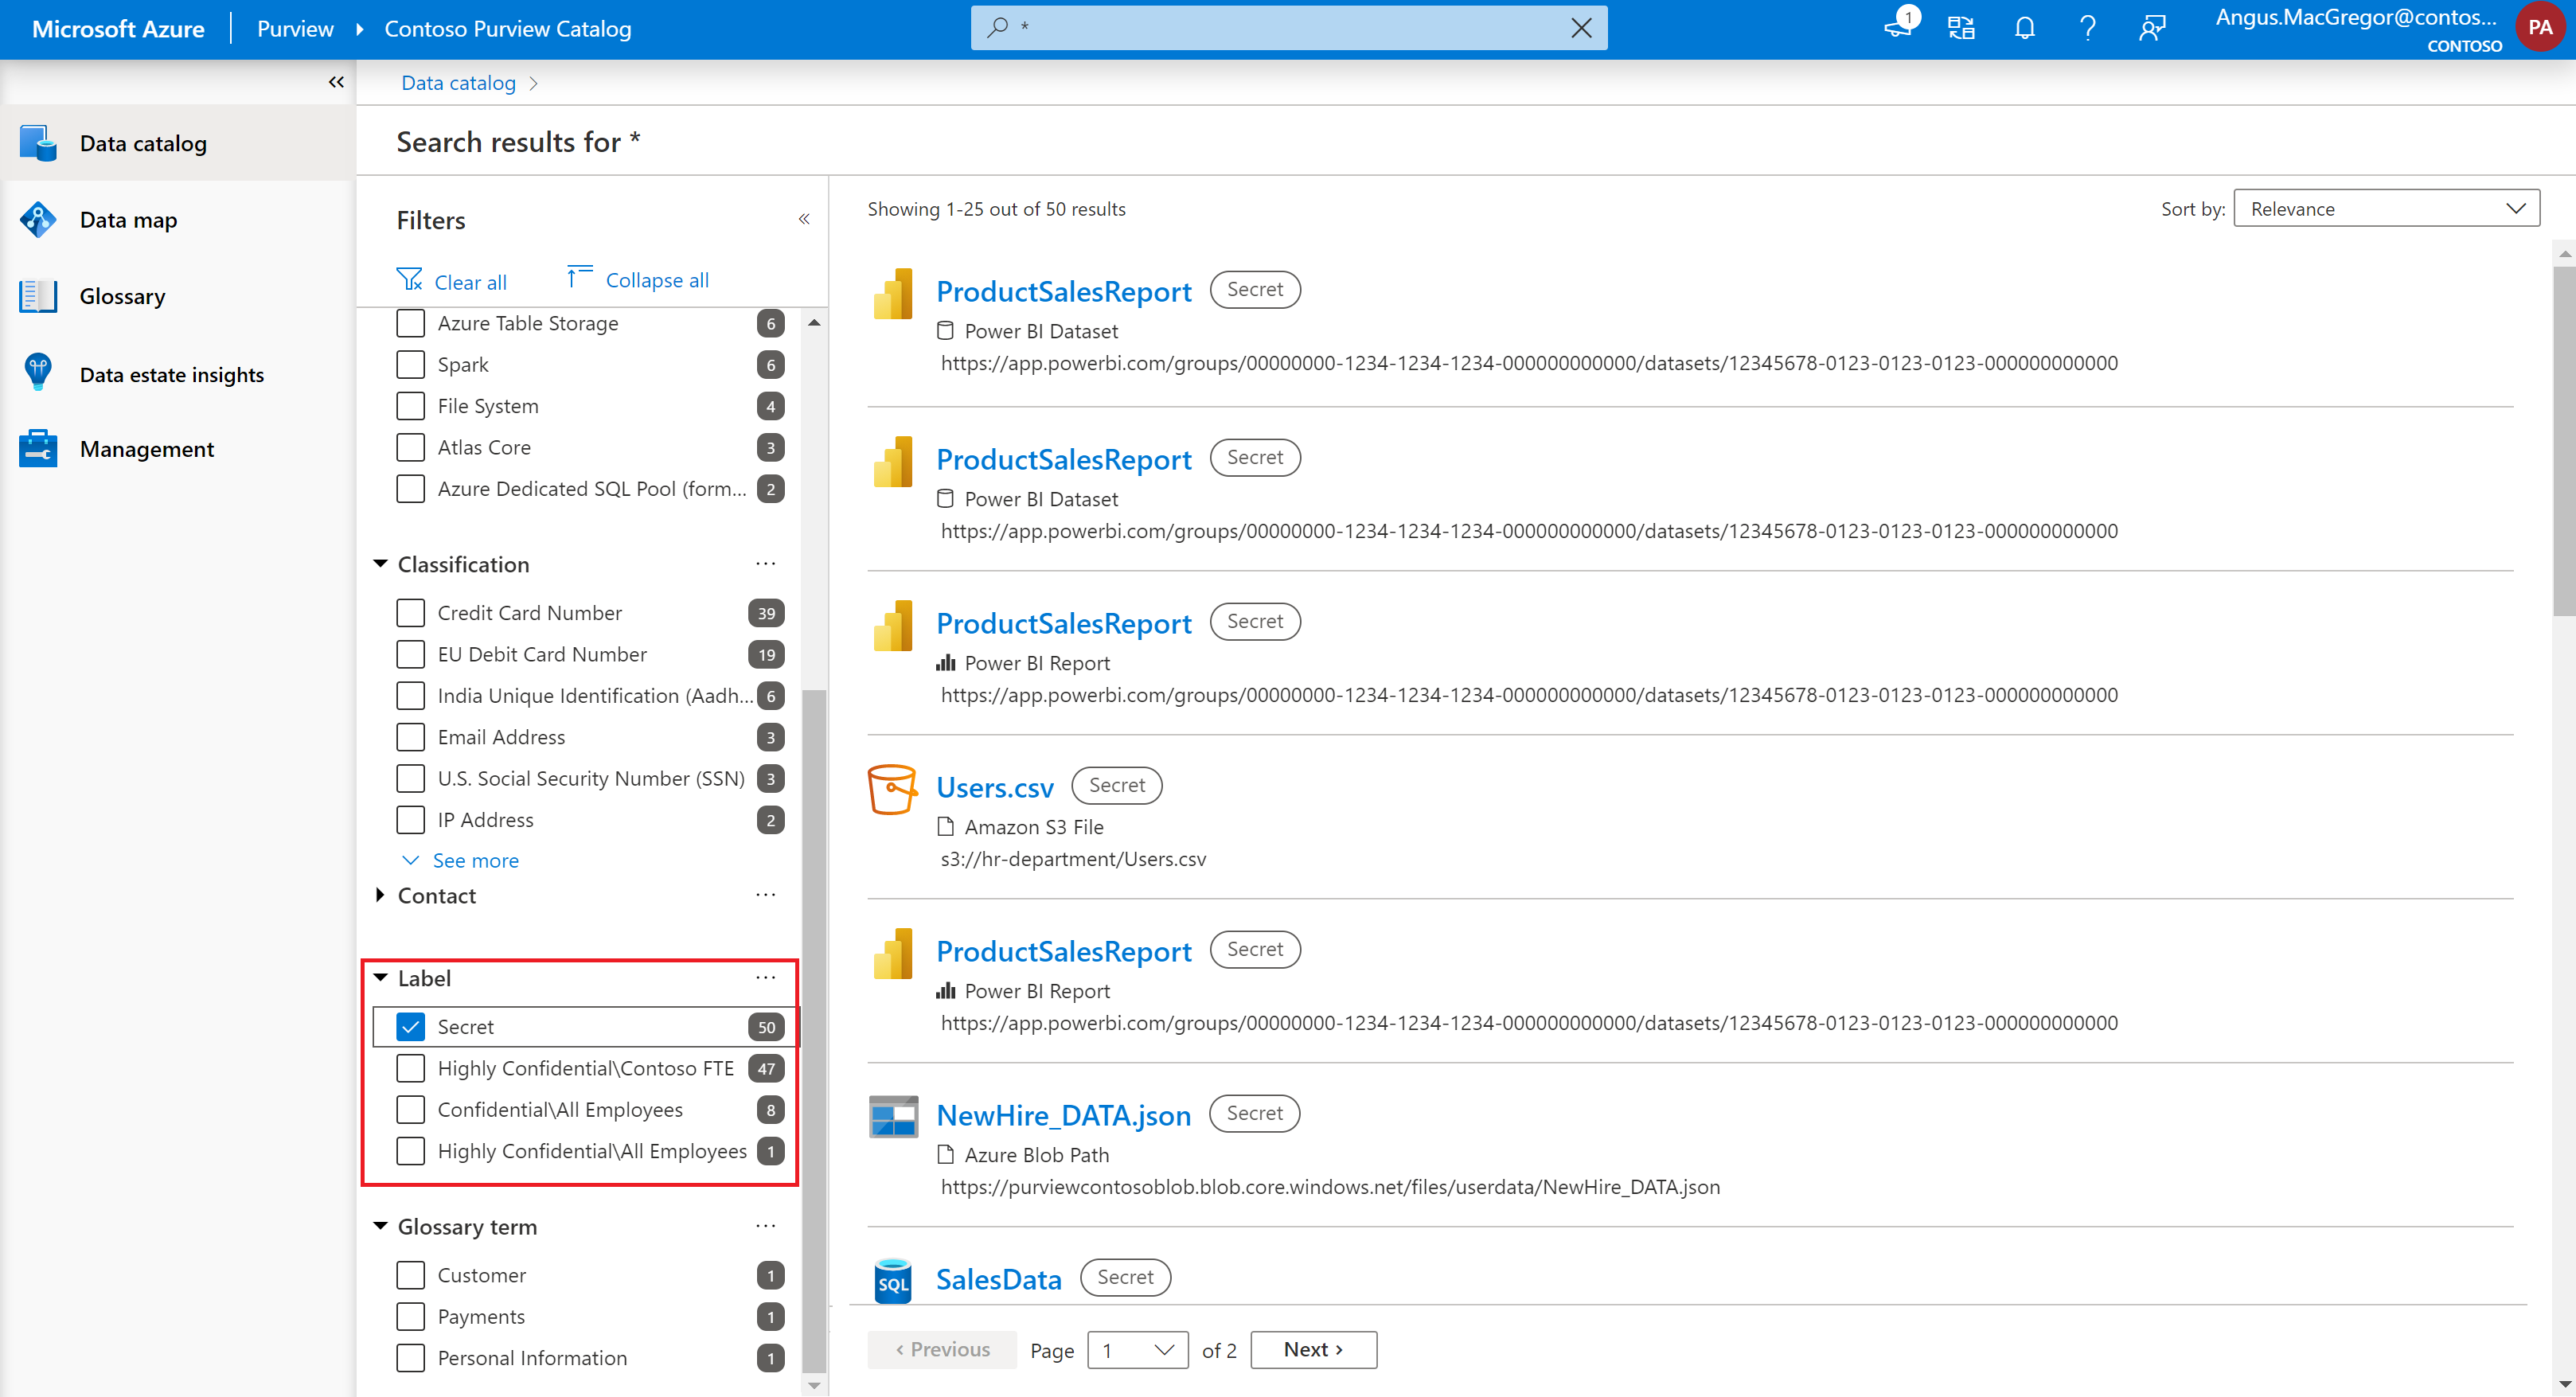 Microsoft Azure
Purview
Contoso Purview Catalog
*
1
Angus.MacGregor@contos...
CONTOSO
PA
Data catalog
Data map
Glossary
Data estate insights
Management
Data catalog
Search results for *
Filters
Clear all
Collapse all
Azure Table Storage 6
Spark 6
File System 4
Atlas Core 3
Azure Dedicated SQL Pool (form... 2
Classification ...
Credit Card Number 39
EU Debit Card Number 19
India Unique Identification (Aadh... 6
Email Address 3
U.S. Social Security Number (SSN) 3
IP Address 2
See more
Contact ...
Label ...
Secret 50
Highly Confidential\Contoso FTE 47
Confidential\All Employees 8
Highly Confidential\All Employees 1
Glossary term ...
Customer 1
Payments 1
Personal Information 1
Showing 1-25 out of 50 results
Sort by: Relevance
ProductSalesReport Secret
Power BI Dataset
https://app.powerbi.com/groups/00000000-1234-1234-1234-000000000000/datasets/12345678-0123-0123-0123-000000000000
ProductSalesReport Secret
Power BI Dataset
https://app.powerbi.com/groups/00000000-1234-1234-1234-000000000000/datasets/12345678-0123-0123-0123-000000000000
ProductSalesReport Secret
Power BI Report
https://app.powerbi.com/groups/00000000-1234-1234-1234-000000000000/datasets/12345678-0123-0123-0123-000000000000
Users.csv Secret
Amazon S3 File
s3://hr-department/Users.csv
ProductSalesReport Secret
Power BI Report
https://app.powerbi.com/groups/00000000-1234-1234-1234-000000000000/datasets/12345678-0123-0123-0123-000000000000
NewHire_DATA.json Secret
Azure Blob Path
https://purviewcontosoblob.blob.core.windows.net/files/userdata/NewHire_DATA.json
SQL
SalesData Secret
‹ Previous Page 1 of 2 Next ›